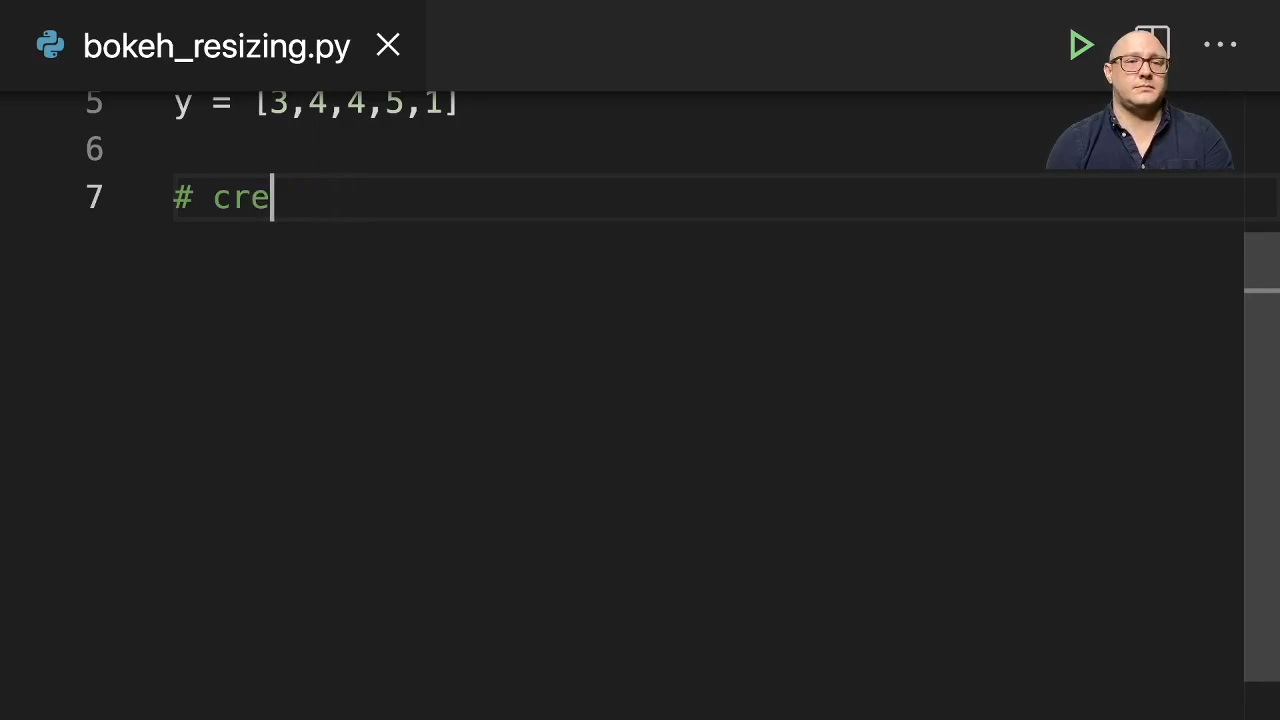 bokeh_resizing.py
5 y = [3,4,4,5,1]
6
7 # cre